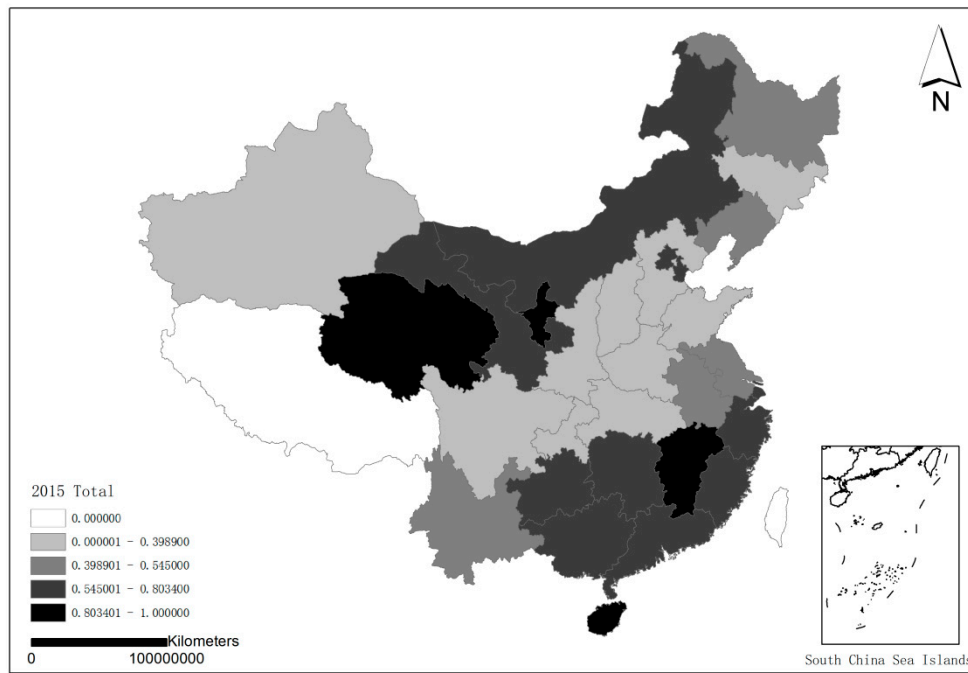 N
2015 Total
0.000000
0.000001 - 0.398900
0.398901 - 0.545000
0.545001 - 0.803400
0.803401 - 1.000000
Kilometers
0 100000000
South China Sea Islands